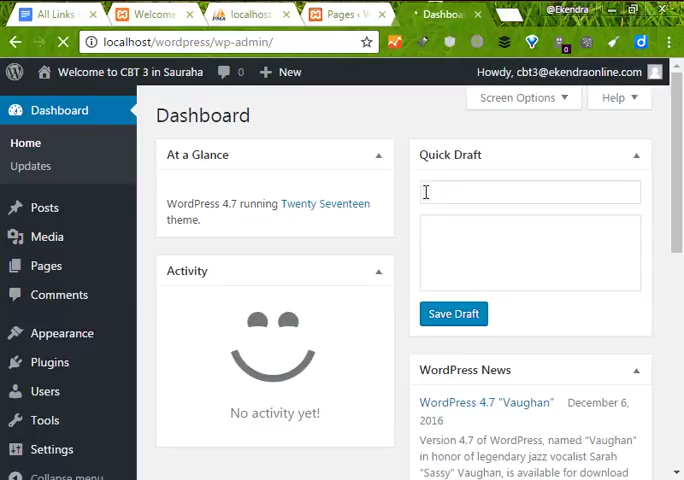 @Ekendra
All Links
Welcome
PMA
localhost
Pages
Dashbo
localhost/wordpress/wp-admin/
0
d
Welcome to CBT 3 in Sauraha
0
New
Howdy, cbt3@ekendraonline.com
Screen Options
Help
Dashboard
Home
Updates
Posts
Media
Pages
Comments
Appearance
Plugins
Users
Tools
Settings
Collapse menu
Dashboard
At a Glance
WordPress 4.7 running Twenty Seventeen
theme.
Activity
No activity yet!
Quick Draft
Save Draft
WordPress News
WordPress 4.7 “Vaughan” December 6,
2016
Version 4.7 of WordPress, named “Vaughan”
in honor of legendary jazz vocalist Sarah
"Sassy" Vaughan, is available for download